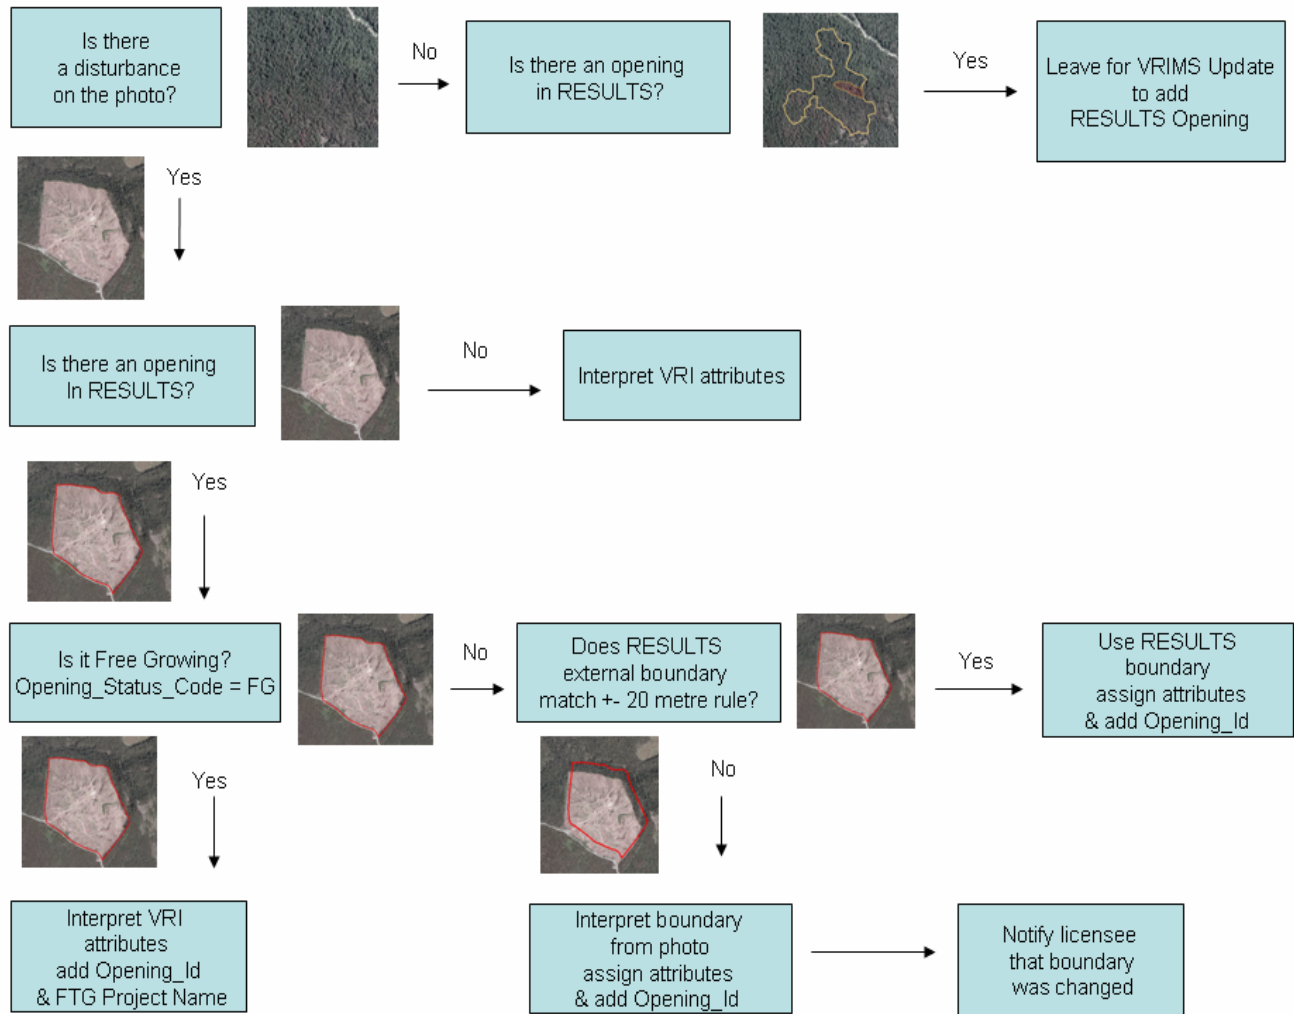 Is there
a disturbance
on the photo?
No
Is there an opening
in RESULTS?
Yes
Leave for VRIMS Update
to add
RESULTS Opening
Yes
Is there an opening
In RESULTS?
No
Interpret VRI attributes
Yes
Is it Free Growing?
Opening_Status_Code = FG
No
Does RESULTS
external boundary
match +- 20 metre rule?
Yes
Use RESULTS
boundary
assign attributes
& add Opening_Id
Yes
No
Interpret VRI
attributes
add Opening_Id
& FTG Project Name
Interpret boundary
from photo
assign attributes
& add Opening_Id
Notify licensee
that boundary
was changed